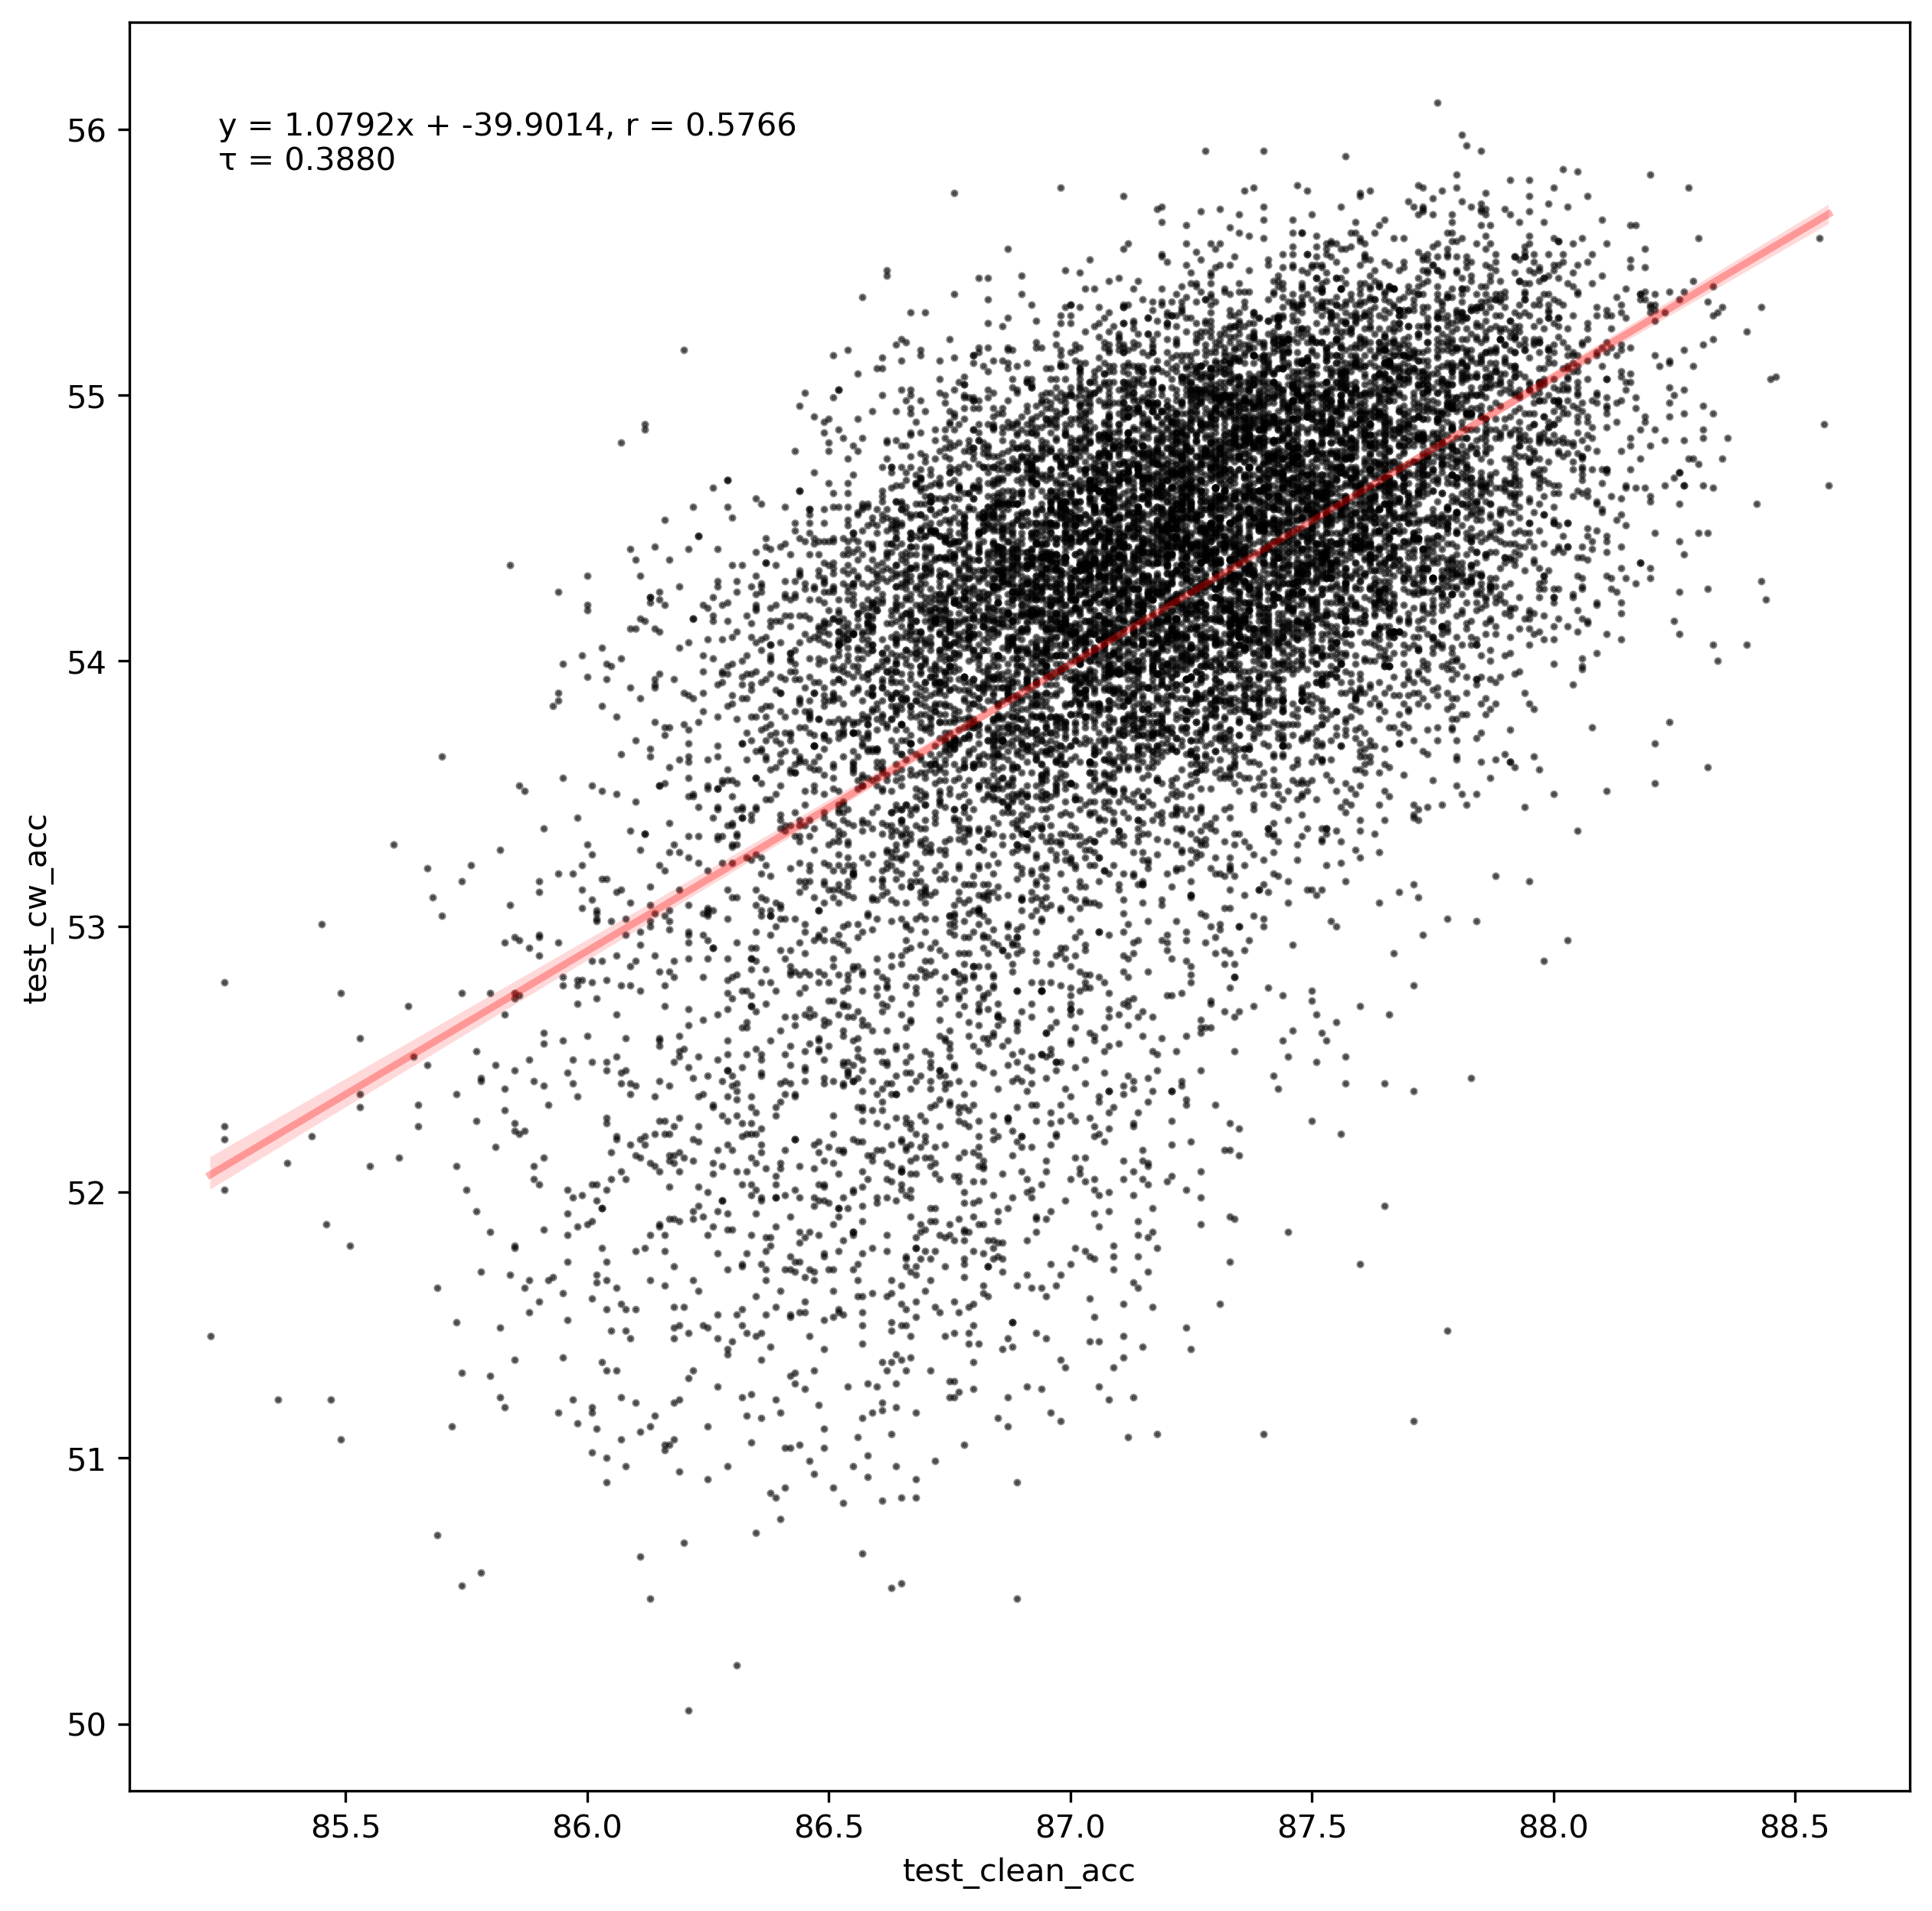 y = 1.0792x + -39.9014, r = 0.5766
τ = 0.3880
56
55
54
53
52
51
50
test_cw_acc
85.5 86.0 86.5 87.0 87.5 88.0 88.5
test_clean_acc